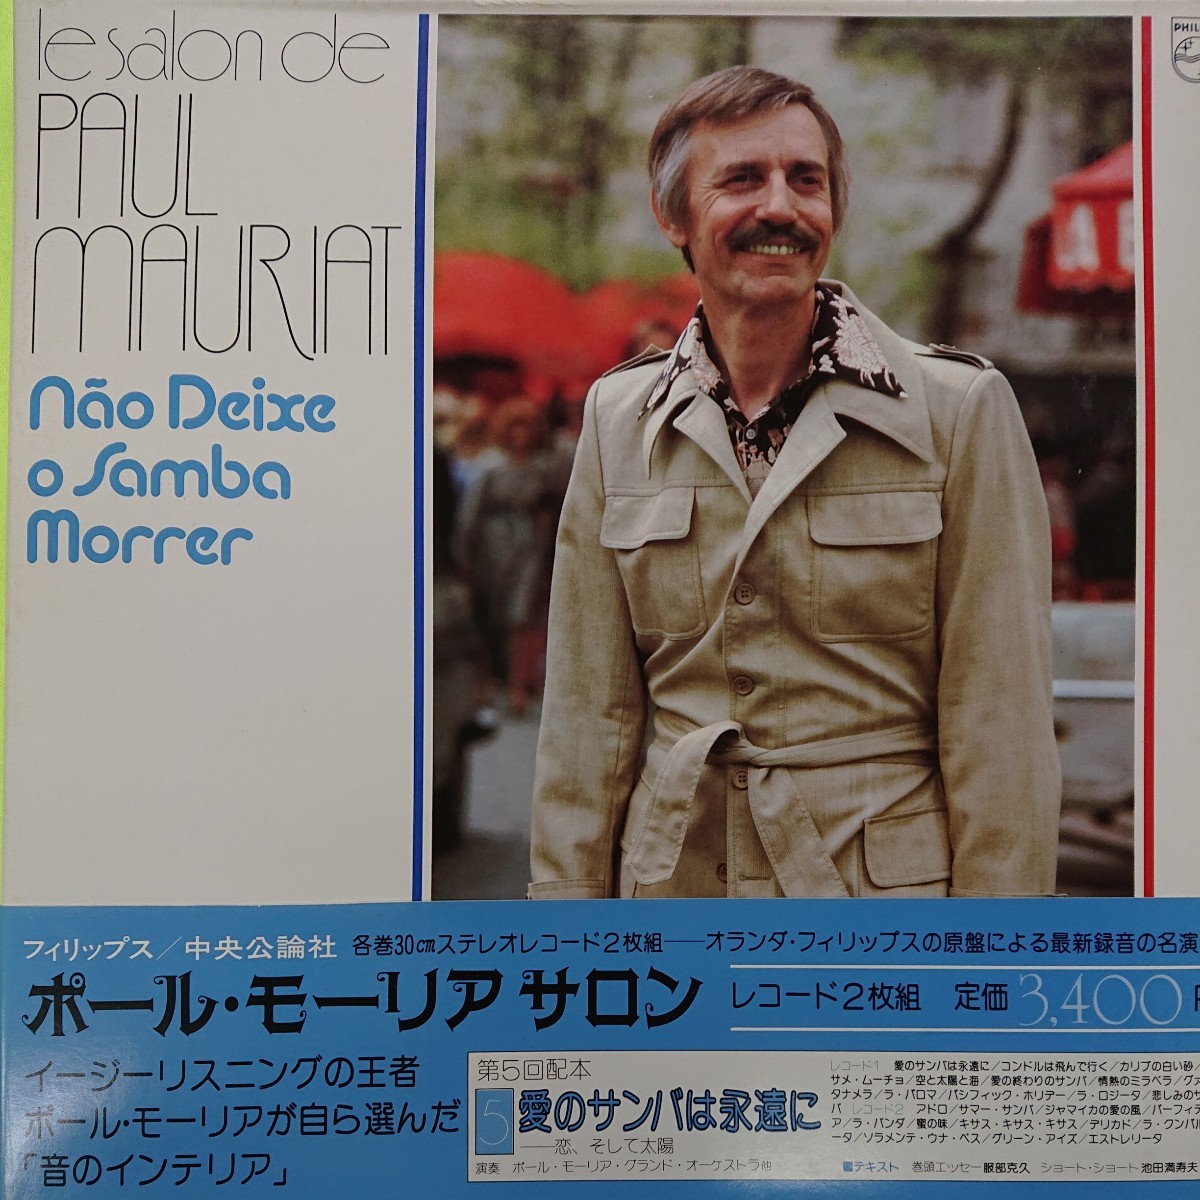 le salon de
PAUL
MAURIAT
Não Deixe
o Samba
Morrer
PHIL
フィリップス/中央公論社 各巻30cmステレオレコード2枚組──オランダ・フィリップスの原盤による最新録音の名演
ポール・モーリア サロン
レコード2枚組 定価3,400円
イージーリスニングの王者
ポール・モーリアが自ら選んだ
「音のインテリア」
第5回配本
5 愛のサンバは永遠に
──恋、そして太陽
演奏 ポール・モーリア・グランド・オーケストラ他
レコード1 愛のサンバは永遠に/コンドルは飛んで行く/カリブの白い砂/
サメ・ムーチョ/空と太陽と海/愛の終わりのサンバ/情熱のミラベラ/グァ
タナメラ/ラ・パロマ/パシフィック・ホリデー/ラ・ロジータ/悲しみのサ
バ レコード2 アドロ/サマー・サンバ/ジャマイカの愛の風/パーフィ
ア/ラ・バンダ/蜜の味/キサス・キサス・キサス/デリカド/ラ・クンパル
ータ/ソラメンテ・ウナ・ベス/グリーン・アイズ/エストレリータ
テキスト 巻頭エッセー 服部克久 ショート・ショート 池田満寿夫